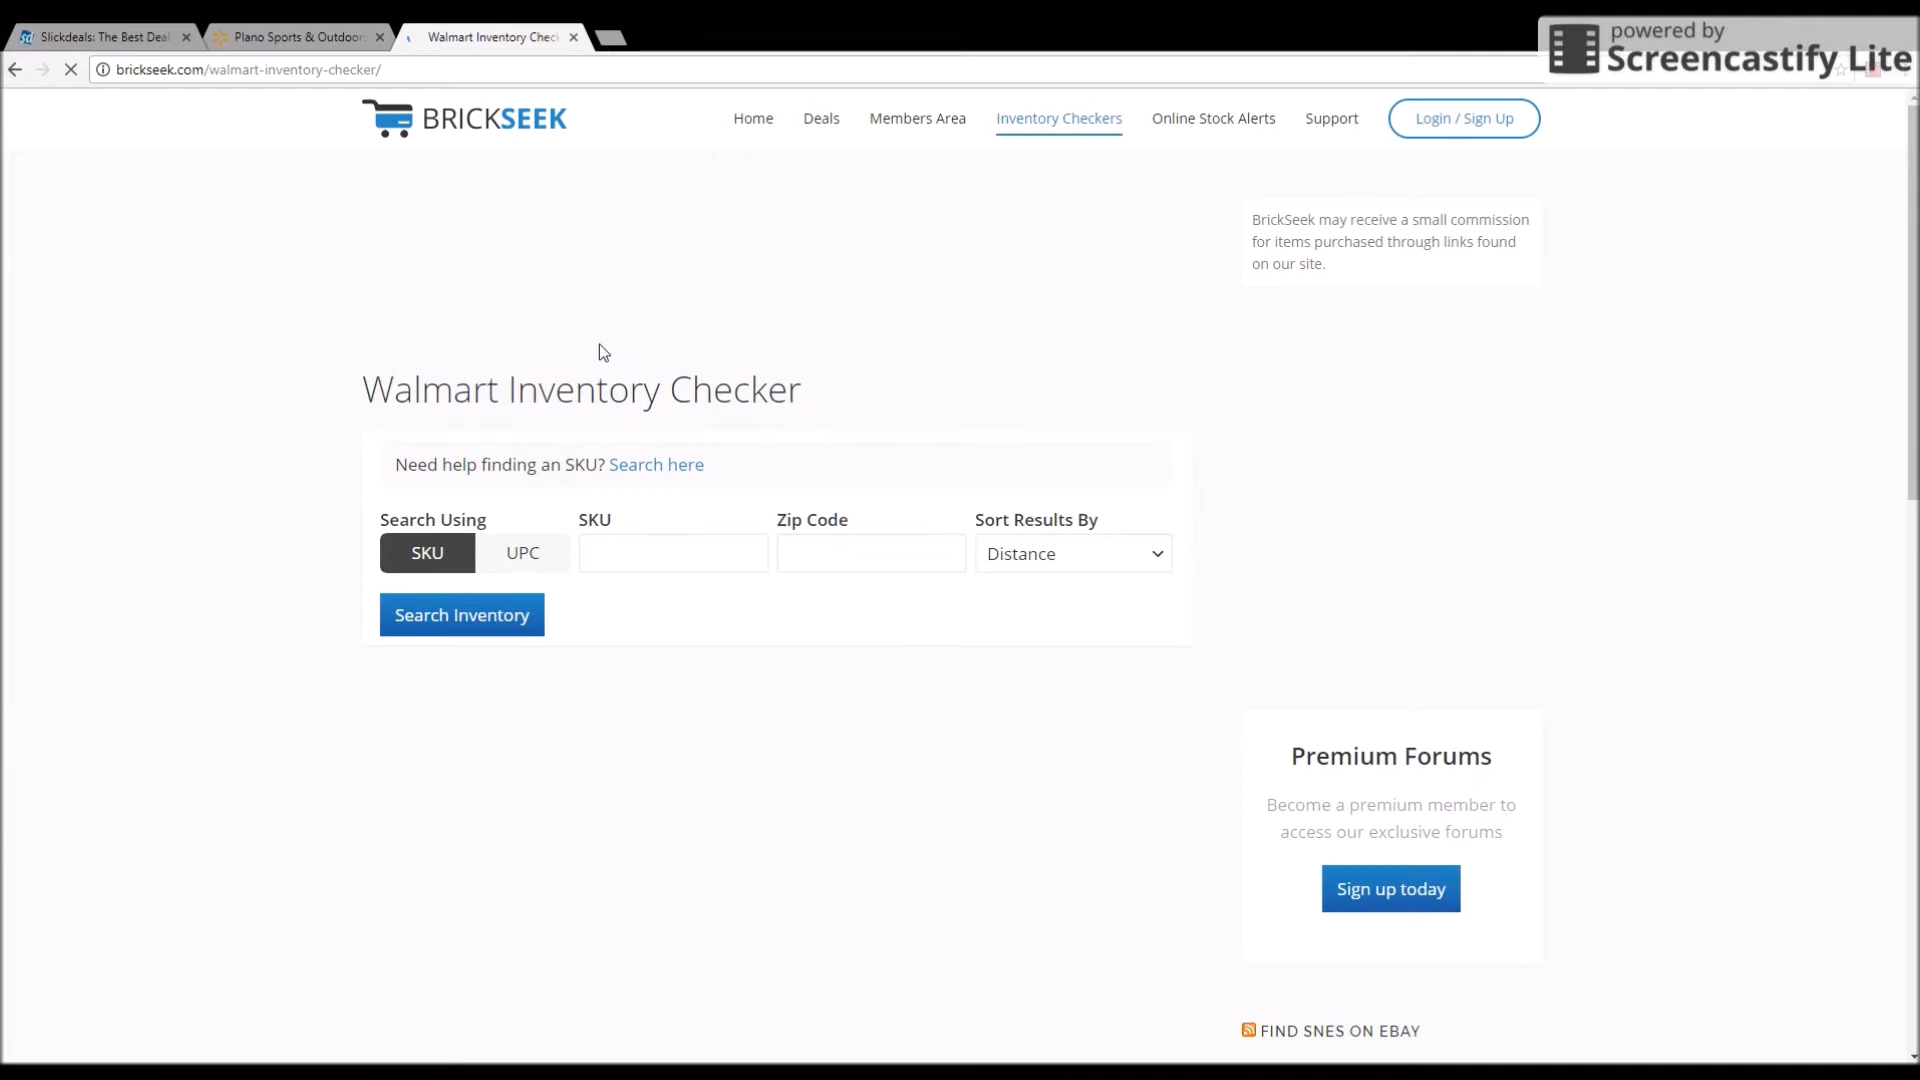 Slickdeals: The Best Deal
Plano Sports & Outdoor
Walmart Inventory Chec
powered by
Screencastify Lite
brickseek.com/walmart-inventory-checker/
BRICKSEEK
Home
Deals
Members Area
Inventory Checkers
Online Stock Alerts
Support
Login / Sign Up
BrickSeek may receive a small commission
for items purchased through links found
on our site.
Walmart Inventory Checker
Need help finding an SKU? Search here
Search Using
SKU
Zip Code
Sort Results By
SKU
UPC
Distance
Search Inventory
Premium Forums
Become a premium member to
access our exclusive forums
Sign up today
FIND SNES ON EBAY